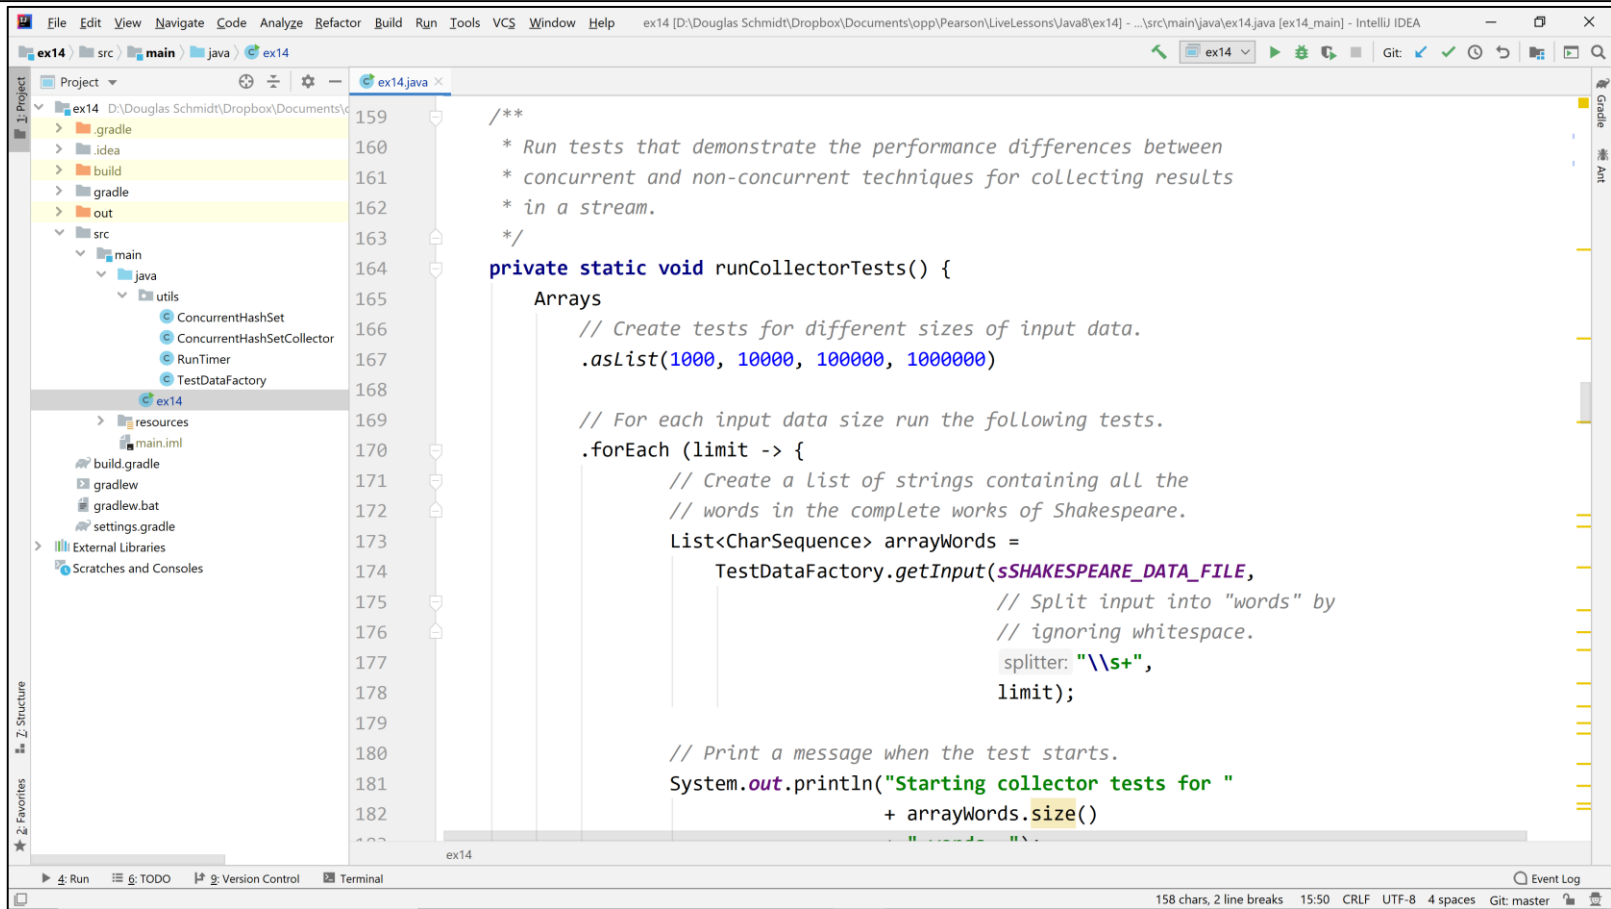 File Edit View Navigate Code Analyze Refactor Build Run Tools VCS Window Help ex14 [D:\Douglas Schmidt\Dropbox\Documents\opp\Pearson\LiveLessons\Java8\ex14] - ...\src\main\java\ex14.java [ex14_main] - IntelliJ IDEA
ex14 src main java ex14 ex14 Git:
1: Project
Project
ex14 D:\Douglas Schmidt\Dropbox\Documents\
.gradle
.idea
build
gradle
out
src
main
java
utils
ConcurrentHashSet
ConcurrentHashSetCollector
RunTimer
TestDataFactory
ex14
resources
main.iml
build.gradle
gradlew
gradlew.bat
settings.gradle
External Libraries
Scratches and Consoles
7: Structure
2: Favorites
ex14.java
159 /**
160 * Run tests that demonstrate the performance differences between
161 * concurrent and non-concurrent techniques for collecting results
162 * in a stream.
163 */
164 private static void runCollectorTests() {
165 Arrays
166 // Create tests for different sizes of input data.
167 .asList(1000, 10000, 100000, 1000000)
168
169 // For each input data size run the following tests.
170 .forEach (limit -> {
171 // Create a list of strings containing all the
172 // words in the complete works of Shakespeare.
173 List<CharSequence> arrayWords =
174 TestDataFactory.getInput(sSHAKESPEARE_DATA_FILE,
175 // Split input into "words" by
176 // ignoring whitespace.
177 splitter: "\\s+",
178 limit);
179
180 // Print a message when the test starts.
181 System.out.println("Starting collector tests for "
182 + arrayWords.size()
ex14
Gradle
Ant
4: Run 6: TODO 9: Version Control Terminal Event Log
158 chars, 2 line breaks 15:50 CRLF UTF-8 4 spaces Git: master